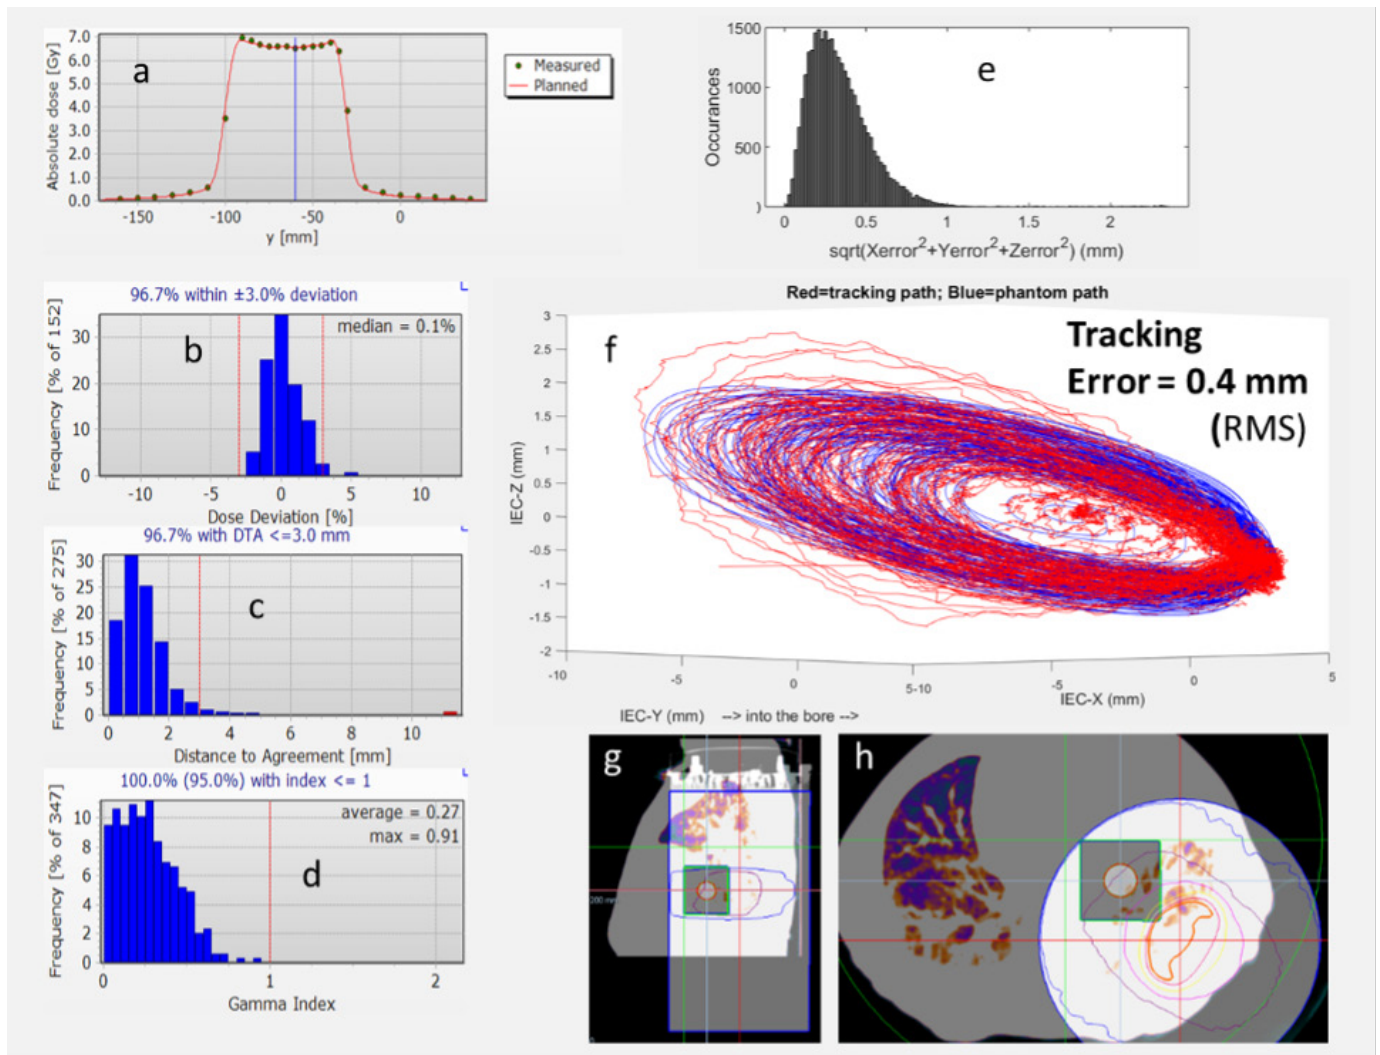 a
7.0
6.0
5.0
4.0
3.0
2.0
1.0
0.0
Absolute dose [Gy]
-150
-100
-50
0
y [mm]
Measured
Planned
e
1500
1000
500
Occurances
0
0.5
1
1.5
2
sqrt(Xerror²+Yerror²+Zerror²) (mm)
96.7% within ±3.0% deviation
median = 0.1%
b
30
20
10
0
Frequency [% of 152]
-10
-5
0
5
10
Dose Deviation [%]
96.7% with DTA <=3.0 mm
c
30
25
20
15
10
5
0
Frequency [% of 275]
0
2
4
6
8
10
Distance to Agreement [mm]
100.0% (95.0%) with index <= 1
average = 0.27
max = 0.91
d
10
8
6
4
2
0
Frequency [% of 347]
0
1
2
Gamma Index
Red=tracking path; Blue=phantom path
f
Tracking
Error = 0.4 mm
(RMS)
3
2.5
2
1.5
1
0.5
0
-0.5
-1
-1.5
-2
IEC-Z (mm)
-10
-5
0
5-10
-5
0
5
IEC-X (mm)
IEC-Y (mm) --> into the bore -->
g
200 mm
h